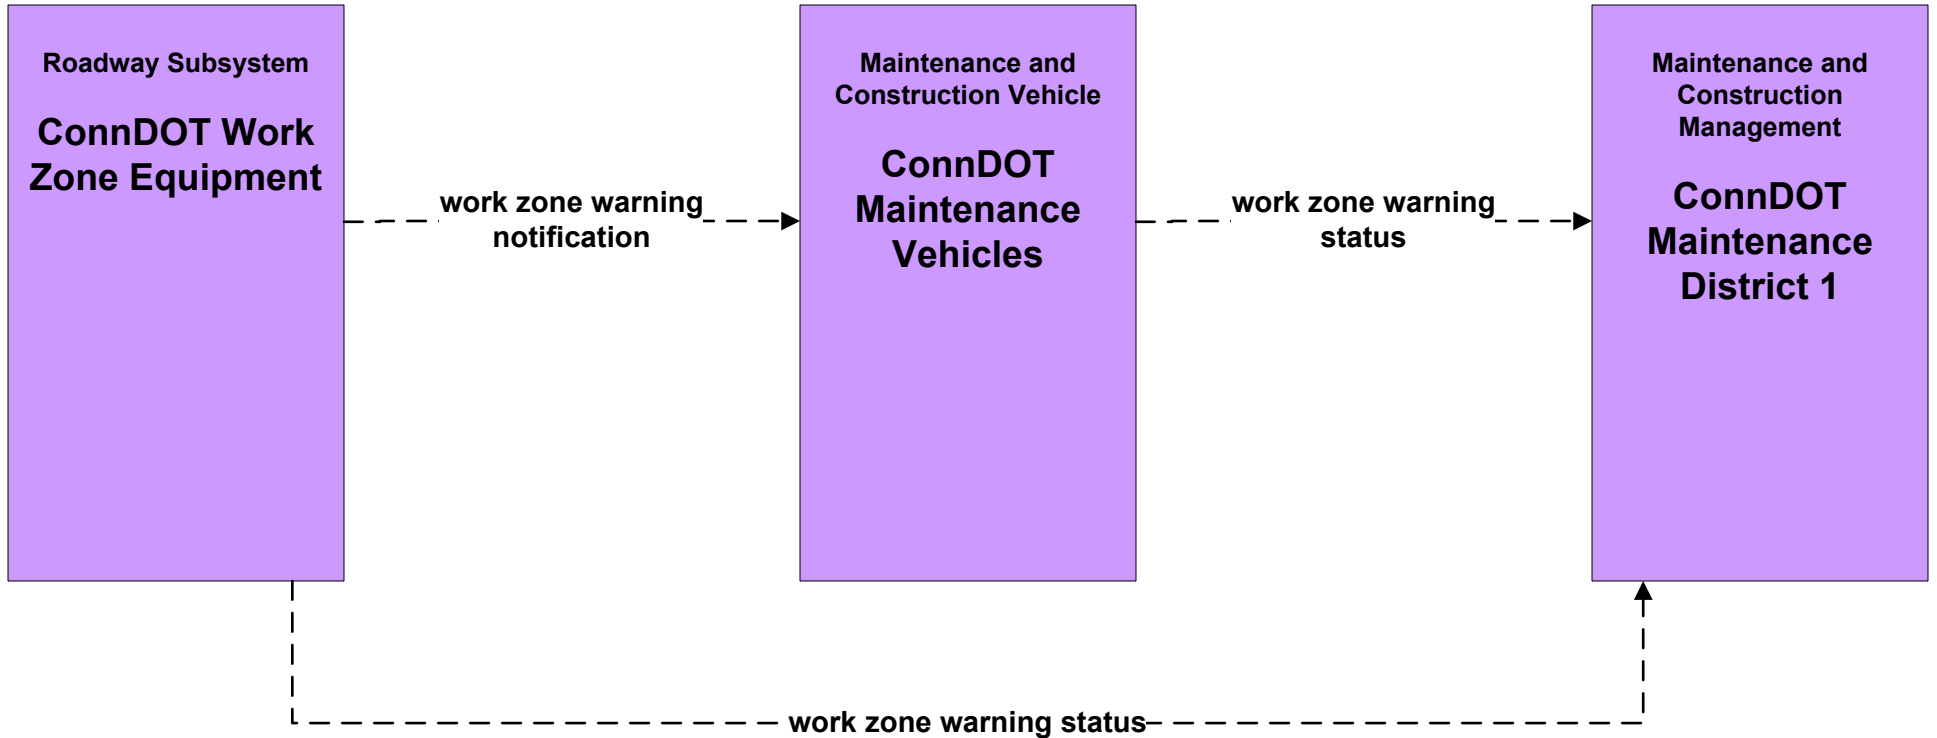 Roadway Subsystem
ConnDOT Work
Zone Equipment
work zone warning
notification
Maintenance and
Construction Vehicle
ConnDOT
Maintenance
Vehicles
work zone warning
status
Maintenance and
Construction
Management
ConnDOT
Maintenance
District 1
work zone warning status